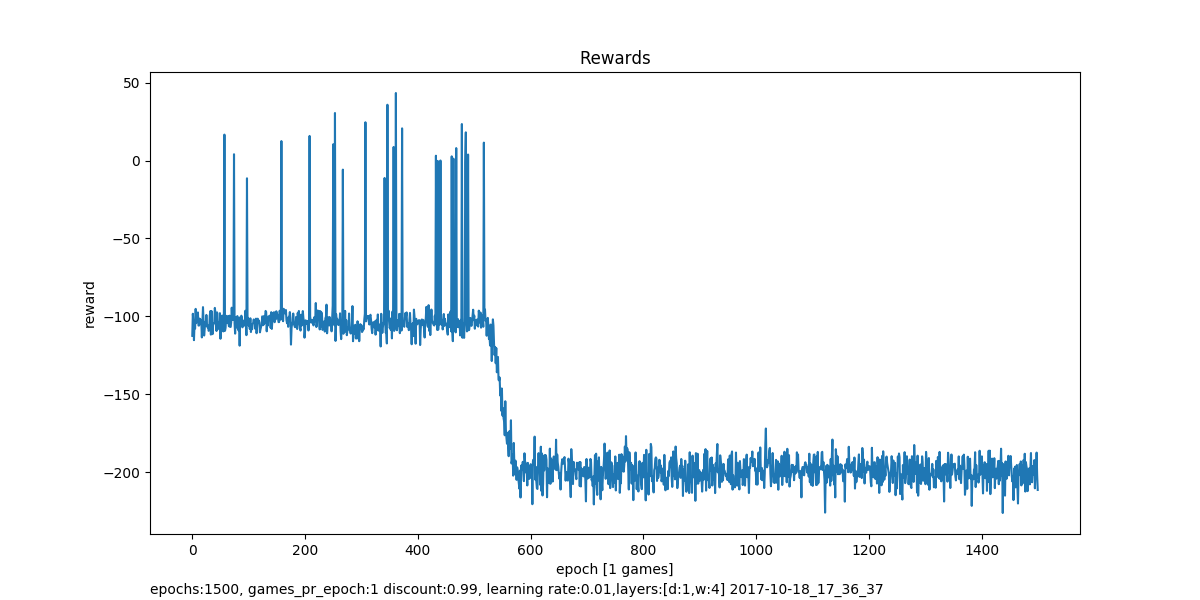 Rewards
50
0
−50
−100
−150
−200
reward
0 200 400 600 800 1000 1200 1400
epoch [1 games]
epochs:1500, games_pr_epoch:1 discount:0.99, learning rate:0.01,layers:[d:1,w:4] 2017-10-18_17_36_37